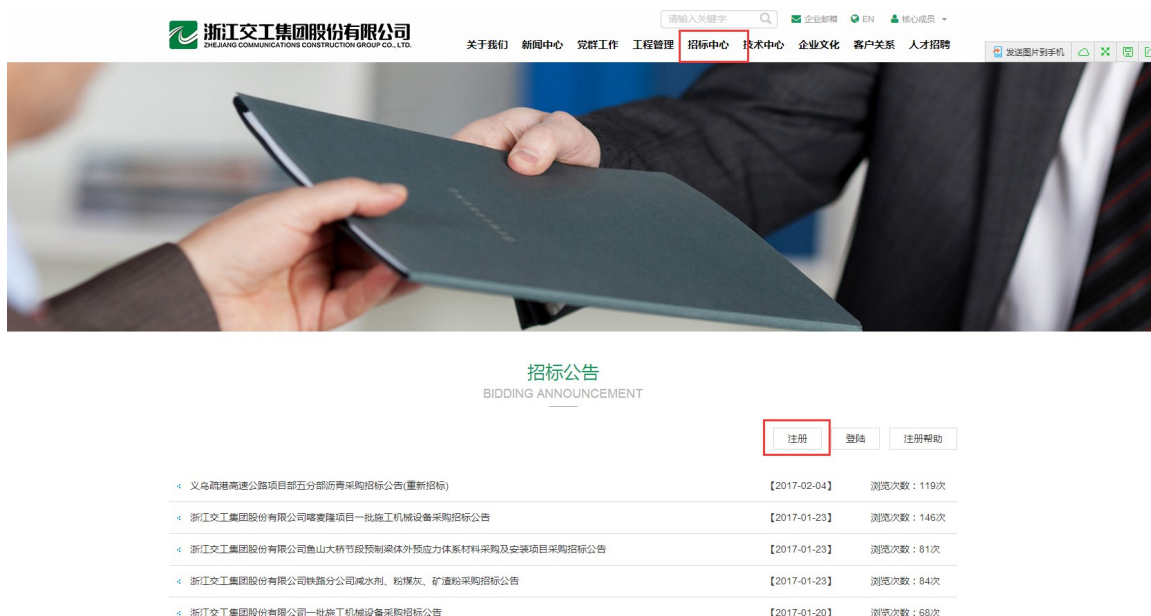 浙江交工集团股份有限公司
ZHEJIANG COMMUNICATIONS CONSTRUCTION GROUP CO., LTD.
请输入关键字
企业邮箱 EN 核心成员
关于我们 新闻中心 党群工作 工程管理 招标中心 技术中心 企业文化 客户关系 人才招聘
发送图片到手机
招标公告
BIDDING ANNOUNCEMENT
注册 登陆 注册帮助
义乌疏港高速公路项目部五分部沥青采购招标公告(重新招标) 【2017-02-04】 浏览次数：119次
浙江交工集团股份有限公司喀麦隆项目一批施工机械设备采购招标公告 【2017-01-23】 浏览次数：146次
浙江交工集团股份有限公司鱼山大桥节段预制梁体外预应力体系材料采购及安装项目采购招标公告 【2017-01-23】 浏览次数：81次
浙江交工集团股份有限公司铁路分公司减水剂、粉煤灰、矿渣粉采购招标公告 【2017-01-23】 浏览次数：84次
浙江交工集团股份有限公司一批施工机械设备采购招标公告 【2017-01-20】 浏览次数：68次